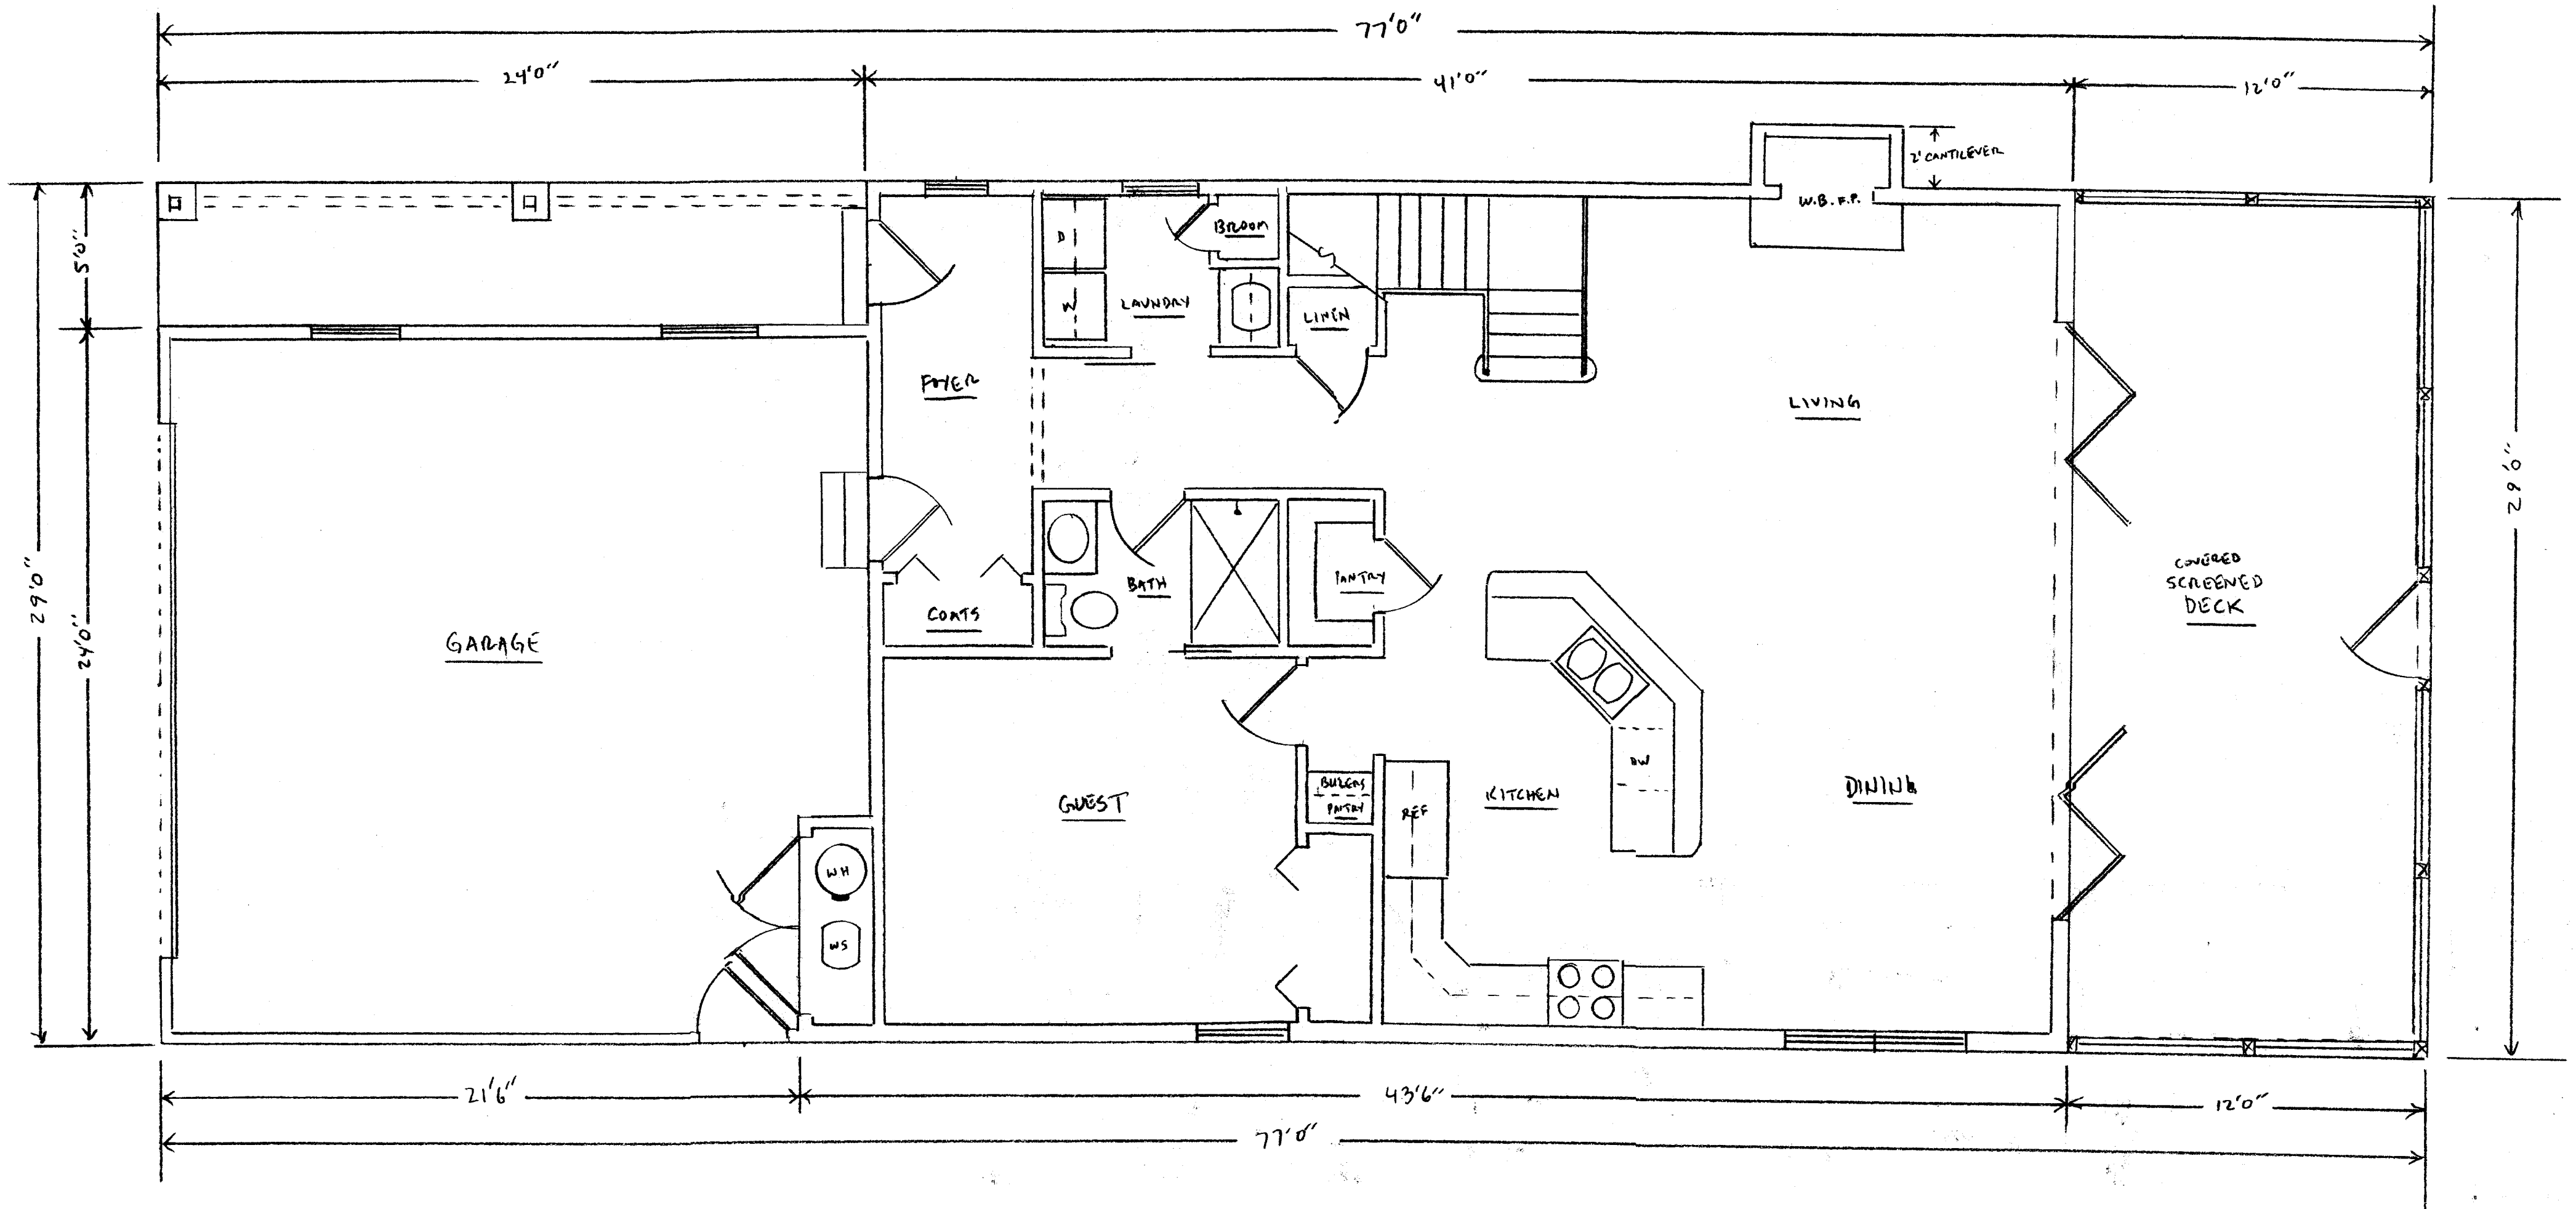 77'0"
24'0"
41'0"
12'0"
2' CANTILEVER
W.B.F.P.
D
BROOM
5'0"
W
LAUNDRY
LINEN
FOYER
LIVING
29'0"
29'0"
COVERED
SCREENED
DECK
BATH
PANTRY
COATS
GARAGE
24'0"
DW
BUTLERS
PANTRY
GUEST
REF
KITCHEN
DINING
WH
WS
21'6"
43'6"
12'0"
77'0"